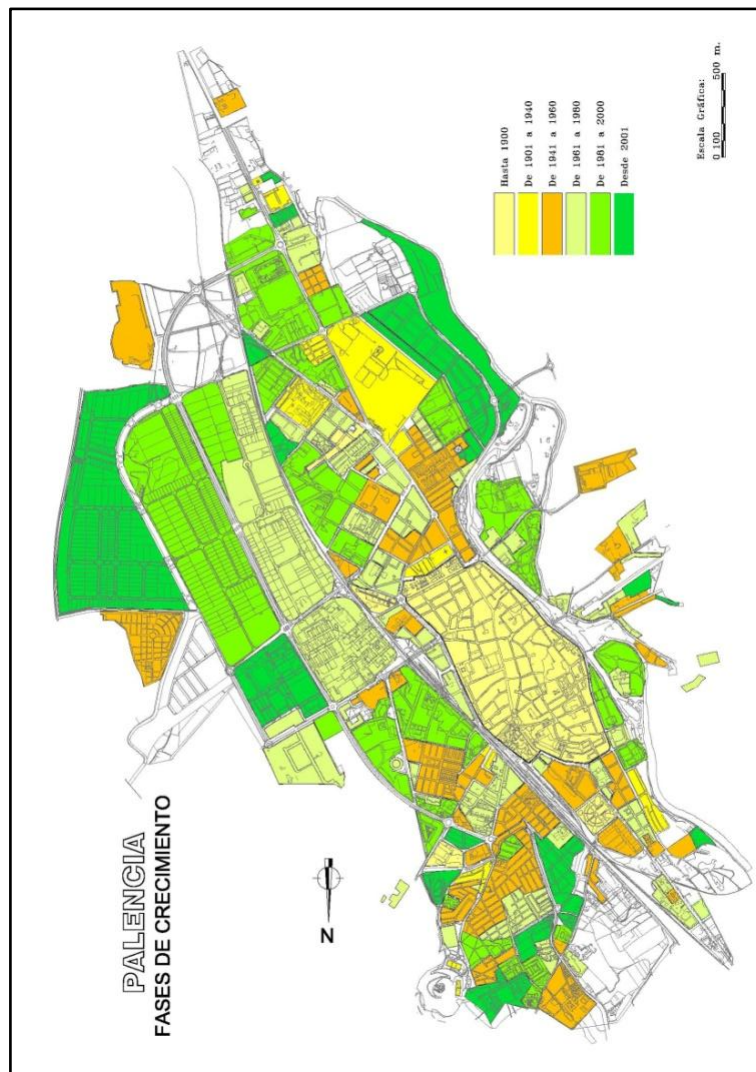 PALENCIA
FASES DE CRECIMIENTO
N
Hasta 1900
De 1901 a 1940
De 1941 a 1960
De 1961 a 1980
De 1981 a 2000
Desde 2001
Escala Gráfica:
0 100 500 m.